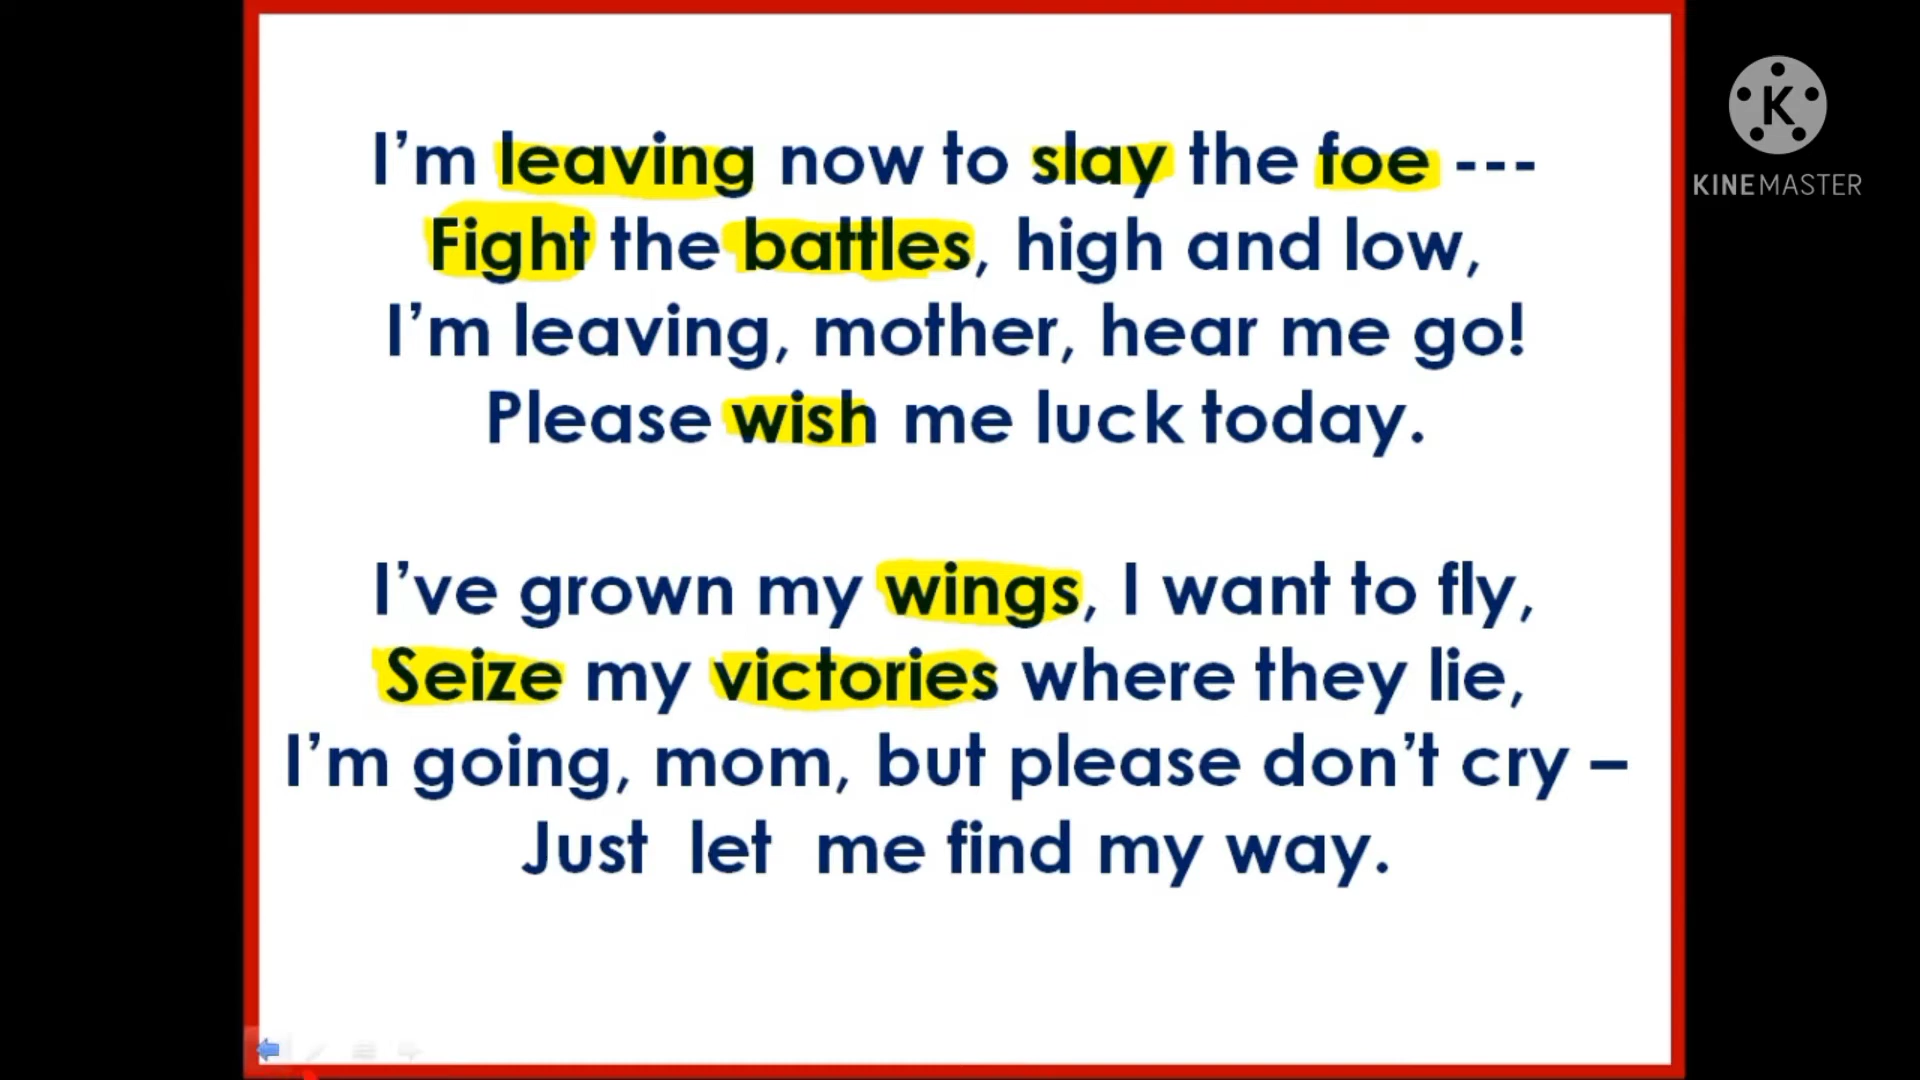 I'm leaving now to slay the foe ---
Fight the battles, high and low,
I'm leaving, mother, hear me go!
Please wish me luck today.
I've grown my wings, I want to fly,
Seize my victories where they lie,
I'm going, mom, but please don't cry –
Just let me find my way.
K
KINEMASTER